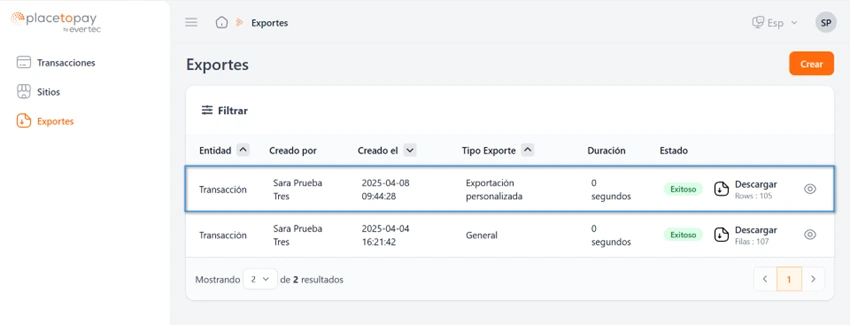 placetopay
by evertec
Esp
SP
Exportes
Transacciones
Sitios
Exportes
Exportes
Crear
Filtrar
Entidad Creado por Creado el Tipo Exporte Duración Estado
Transacción
Sara Prueba
Tres
2025-04-08
09:44:28
Exportación
personalizada
0
segundos
Exitoso
Descargar
Rows : 105
Transacción
Sara Prueba
Tres
2025-04-04
16:21:42
General
0
segundos
Exitoso
Descargar
Filas : 107
Mostrando 2 de 2 resultados
1